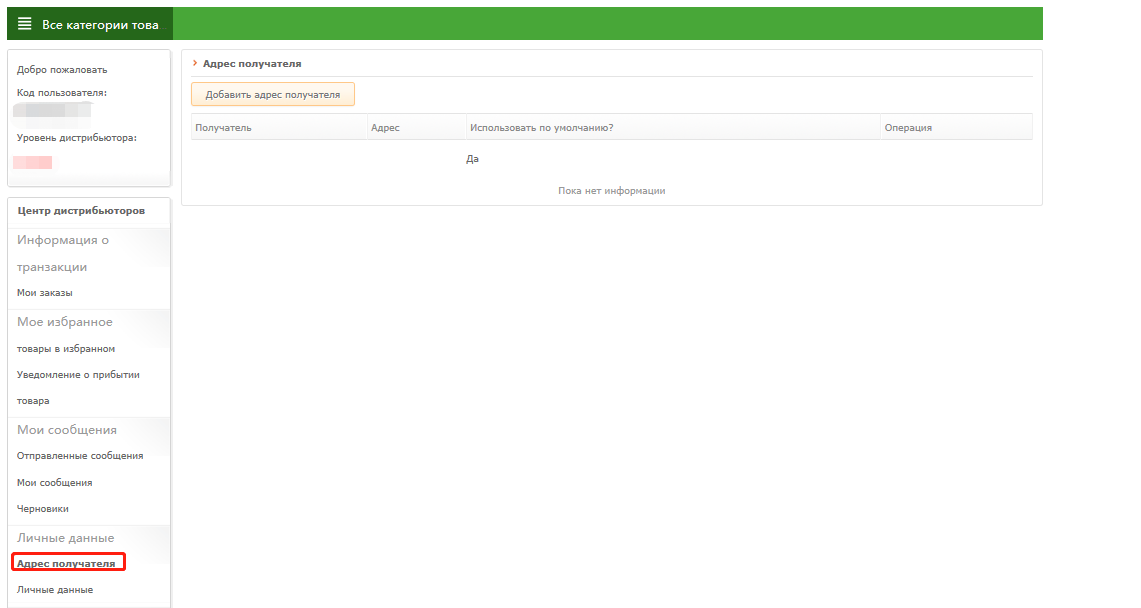 Все категории това
Добро пожаловать
Код пользователя:
Уровень дистрибьютора:
Центр дистрибьюторов
Информация о
транзакции
Мои заказы
Мое избранное
товары в избранном
Уведомление о прибытии
товара
Мои сообщения
Отправленные сообщения
Мои сообщения
Черновики
Личные данные
Адрес получателя
Личные данные
Адрес получателя
Добавить адрес получателя
Получатель Адрес Использовать по умолчанию? Операция
Да
Пока нет информации